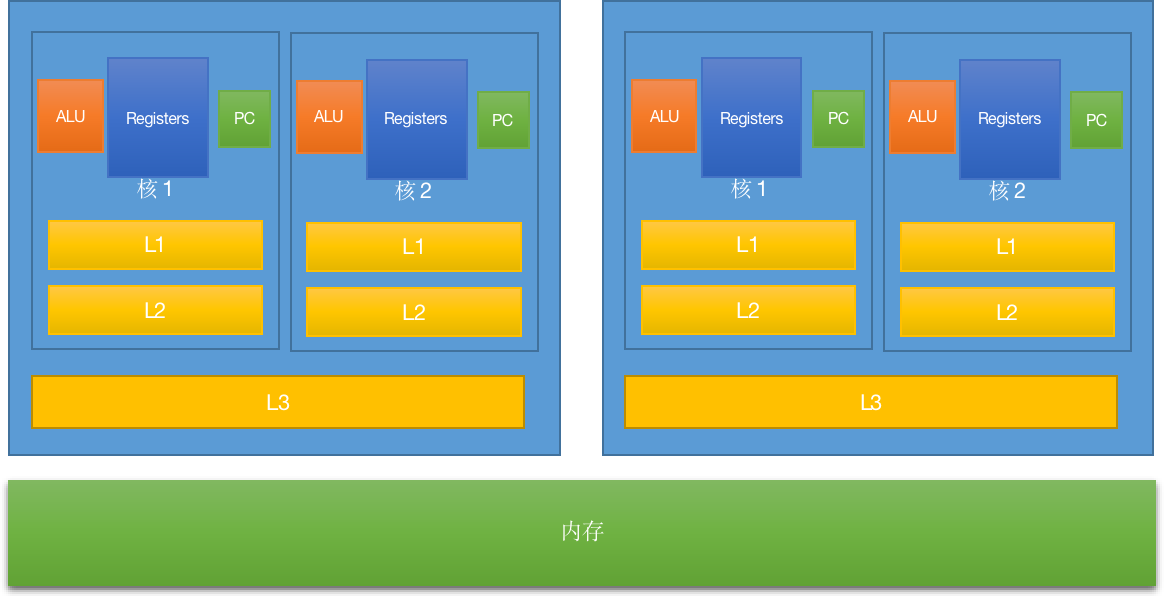 ALU
Registers
PC
核 1
L1
L2
ALU
Registers
PC
核 2
L1
L2
L3
ALU
Registers
PC
核 1
L1
L2
ALU
Registers
PC
核 2
L1
L2
L3
内存